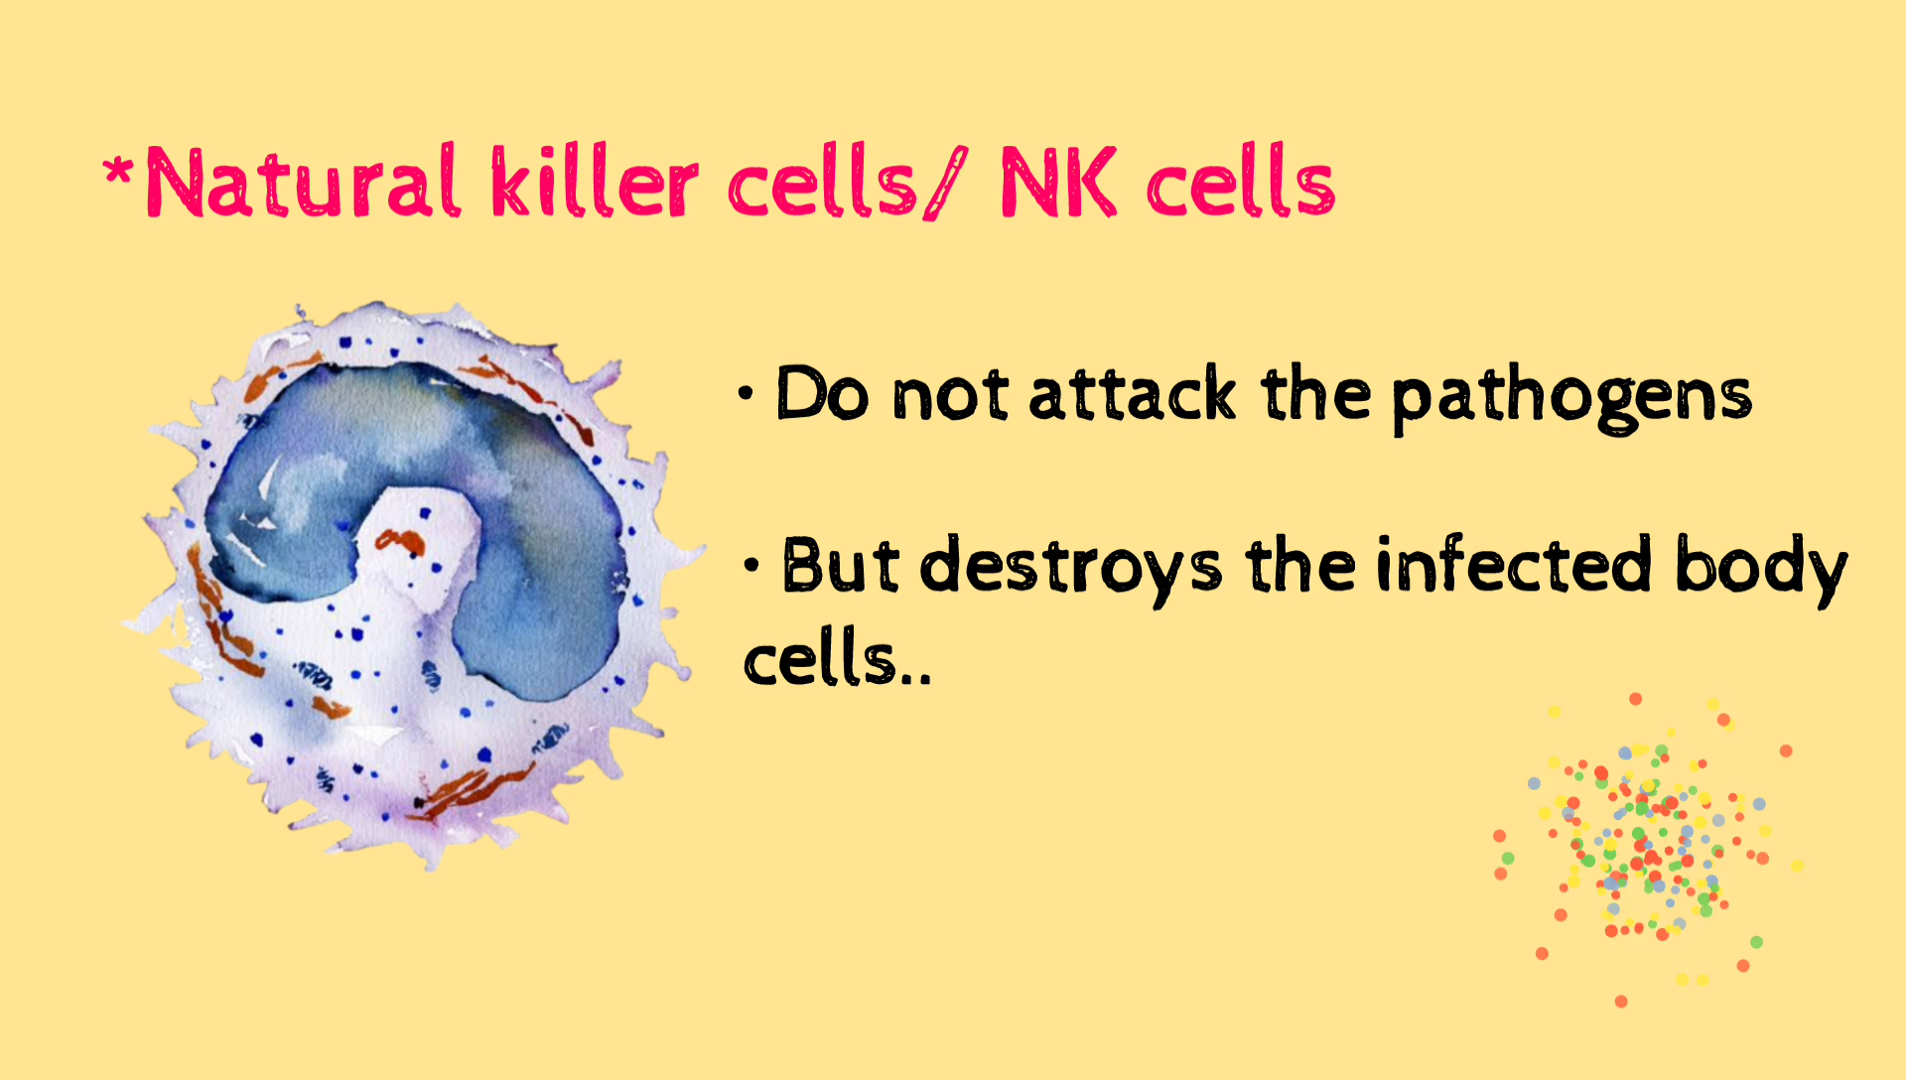 *Natural killer cells/ NK cells
• Do not attack the pathogens
• But destroys the infected body
cells..